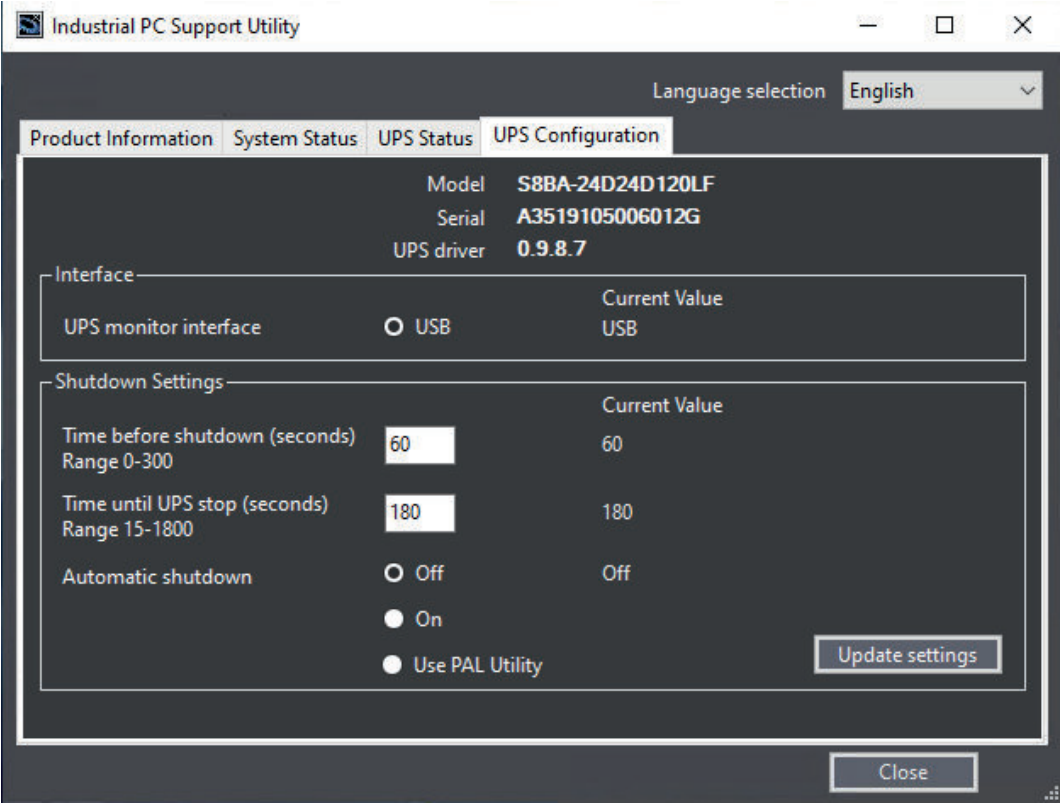 Industrial PC Support Utility
Language selection English
Product Information System Status UPS Status UPS Configuration
Model S8BA-24D24D120LF
Serial A3519105006012G
UPS driver 0.9.8.7
Interface
Current Value
UPS monitor interface USB USB
Shutdown Settings
Current Value
Time before shutdown (seconds)
Range 0-300
60 60
Time until UPS stop (seconds)
Range 15-1800
180 180
Automatic shutdown Off Off
On
Use PAL Utility
Update settings
Close